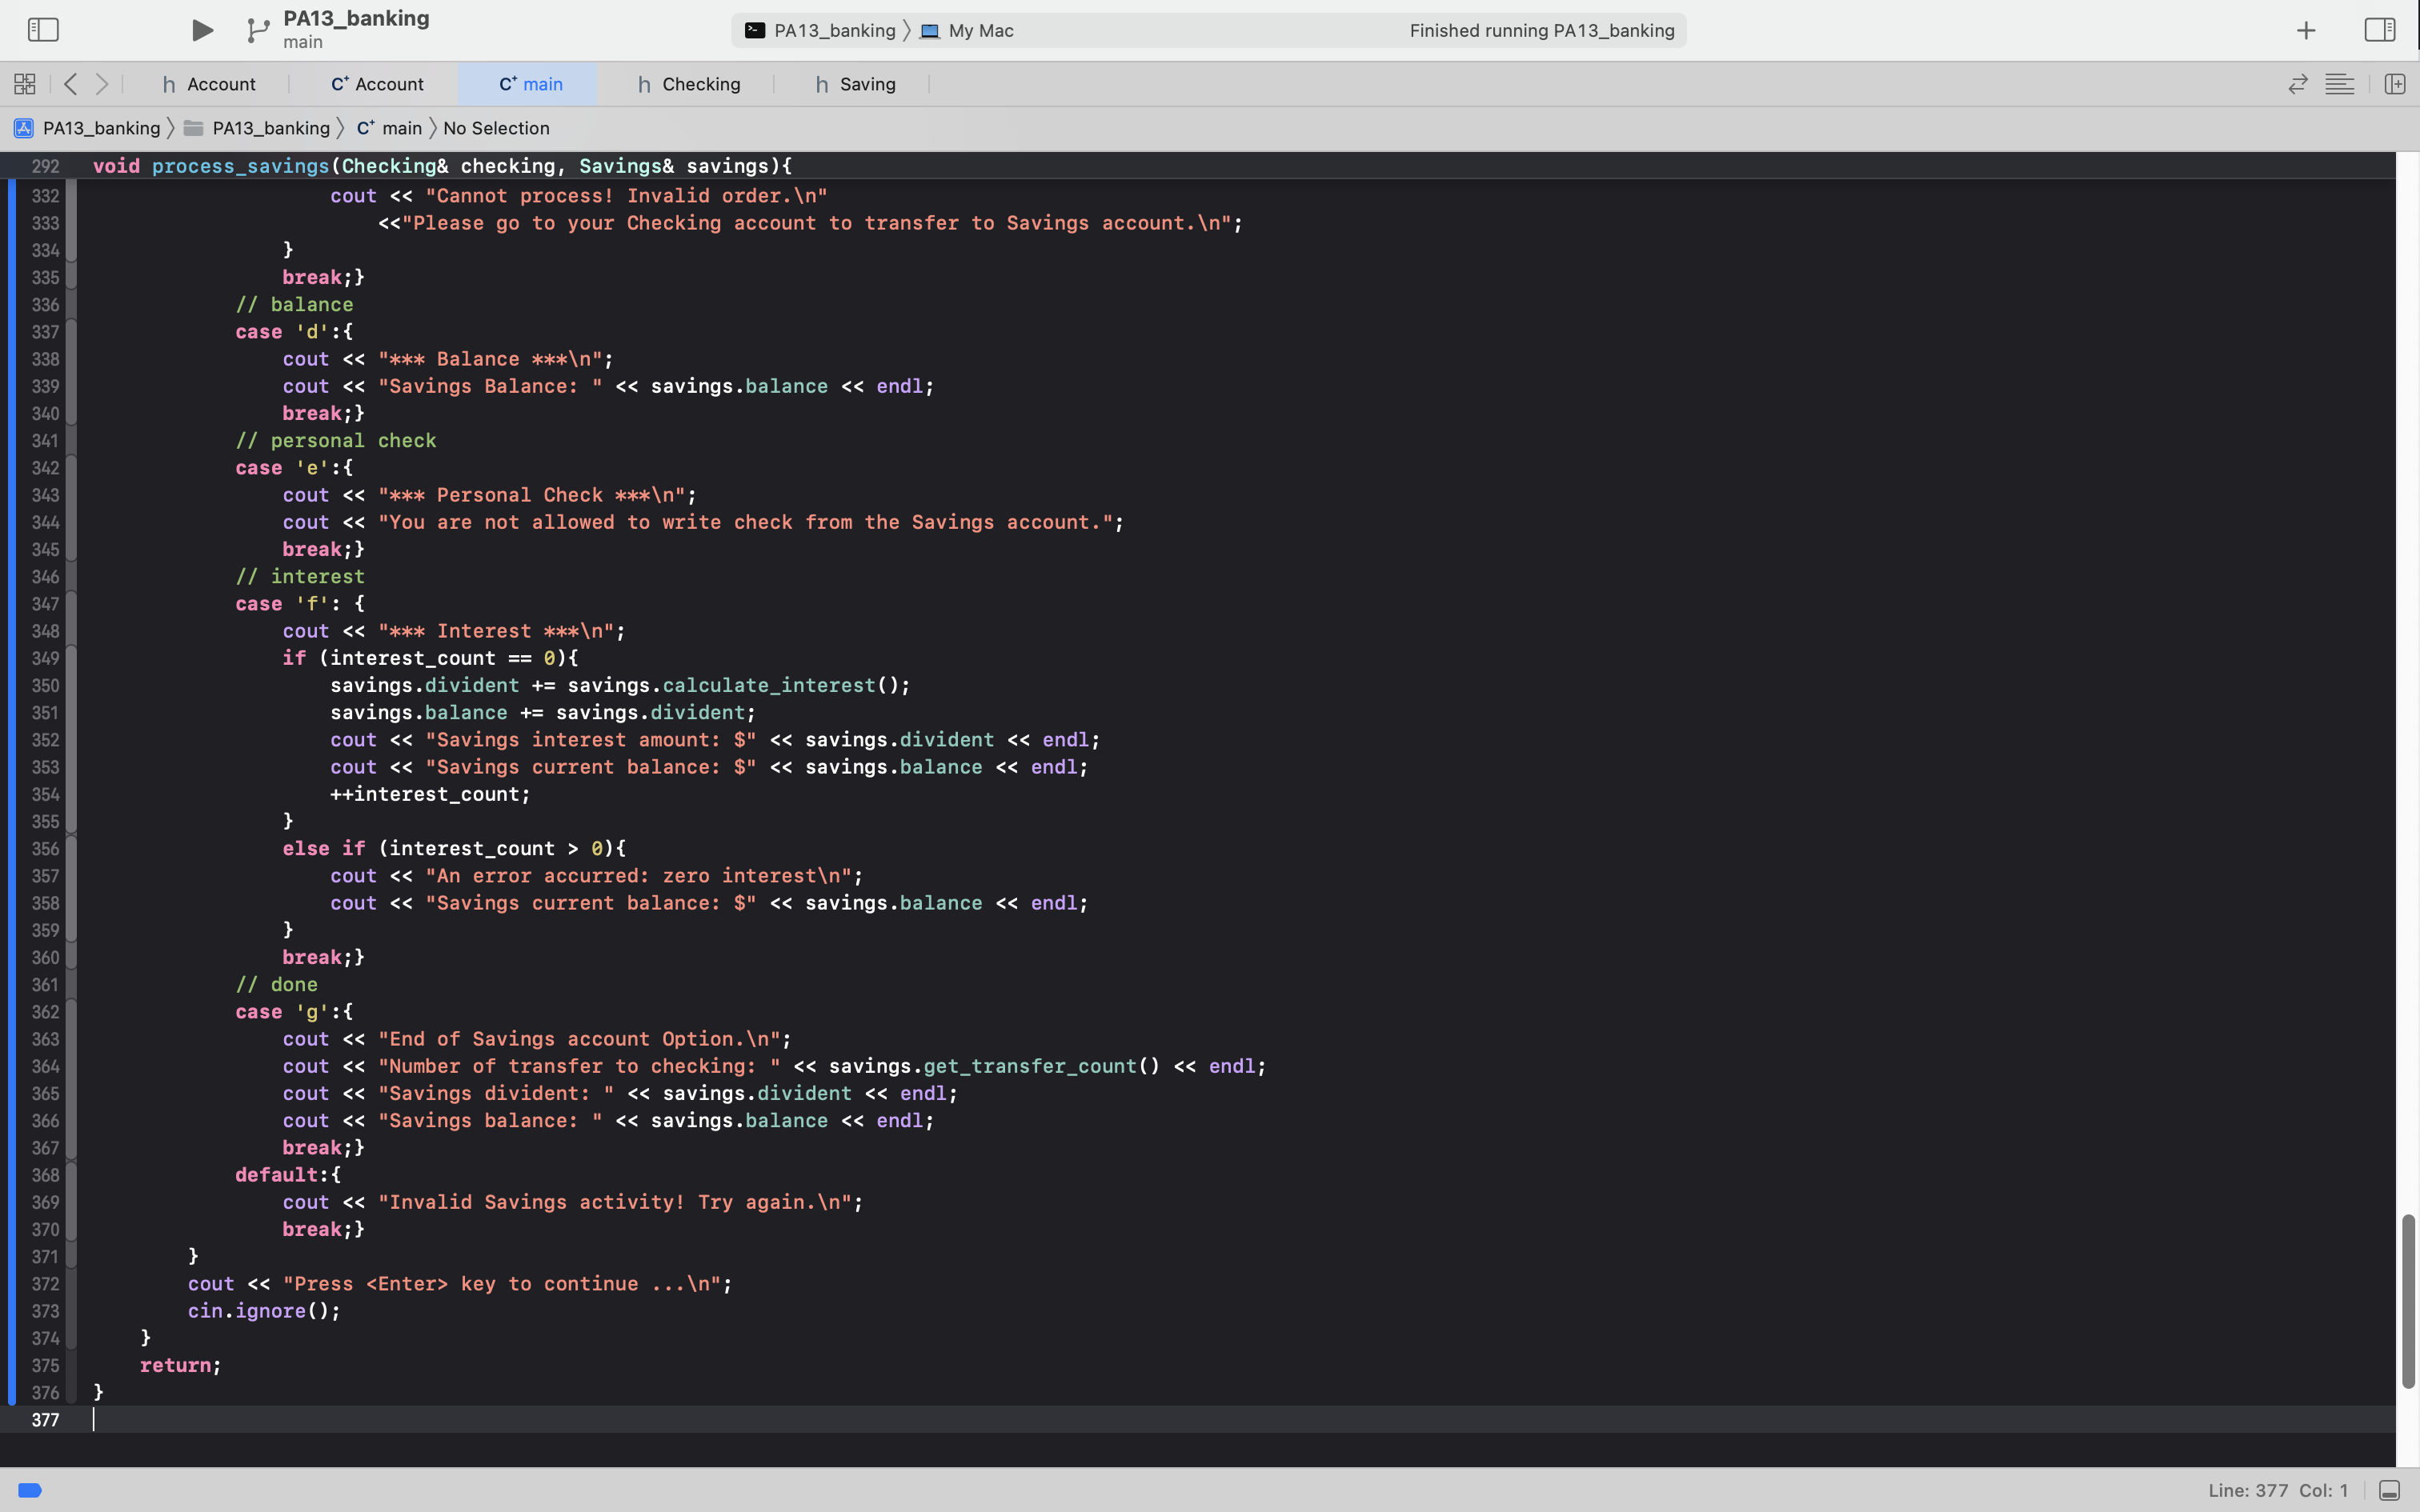 PA13_banking
main
PA13_banking 〉 My Mac
Finished running PA13_banking
h Account
C+ Account
C+ main
h Checking
h Saving
PA13_banking 〉 PA13_banking 〉 C+ main 〉 No Selection
292 void process_savings(Checking& checking, Savings& savings){
332                     cout << "Cannot process! Invalid order.\n"
333                         <<"Please go to your Checking account to transfer to Savings account.\n";
334                 }
335                 break;}
336             // balance
337             case 'd':{
338                 cout << "*** Balance ***\n";
339                 cout << "Savings Balance: " << savings.balance << endl;
340                 break;}
341             // personal check
342             case 'e':{
343                 cout << "*** Personal Check ***\n";
344                 cout << "You are not allowed to write check from the Savings account.";
345                 break;}
346             // interest
347             case 'f': {
348                 cout << "*** Interest ***\n";
349                 if (interest_count == 0){
350                     savings.divident += savings.calculate_interest();
351                     savings.balance += savings.divident;
352                     cout << "Savings interest amount: $" << savings.divident << endl;
353                     cout << "Savings current balance: $" << savings.balance << endl;
354                     ++interest_count;
355                 }
356                 else if (interest_count > 0){
357                     cout << "An error accurred: zero interest\n";
358                     cout << "Savings current balance: $" << savings.balance << endl;
359                 }
360                 break;}
361             // done
362             case 'g':{
363                 cout << "End of Savings account Option.\n";
364                 cout << "Number of transfer to checking: " << savings.get_transfer_count() << endl;
365                 cout << "Savings divident: " << savings.divident << endl;
366                 cout << "Savings balance: " << savings.balance << endl;
367                 break;}
368             default:{
369                 cout << "Invalid Savings activity! Try again.\n";
370                 break;}
371         }
372         cout << "Press <Enter> key to continue ...\n";
373         cin.ignore();
374     }
375     return;
376 }
377
Line: 377 Col: 1